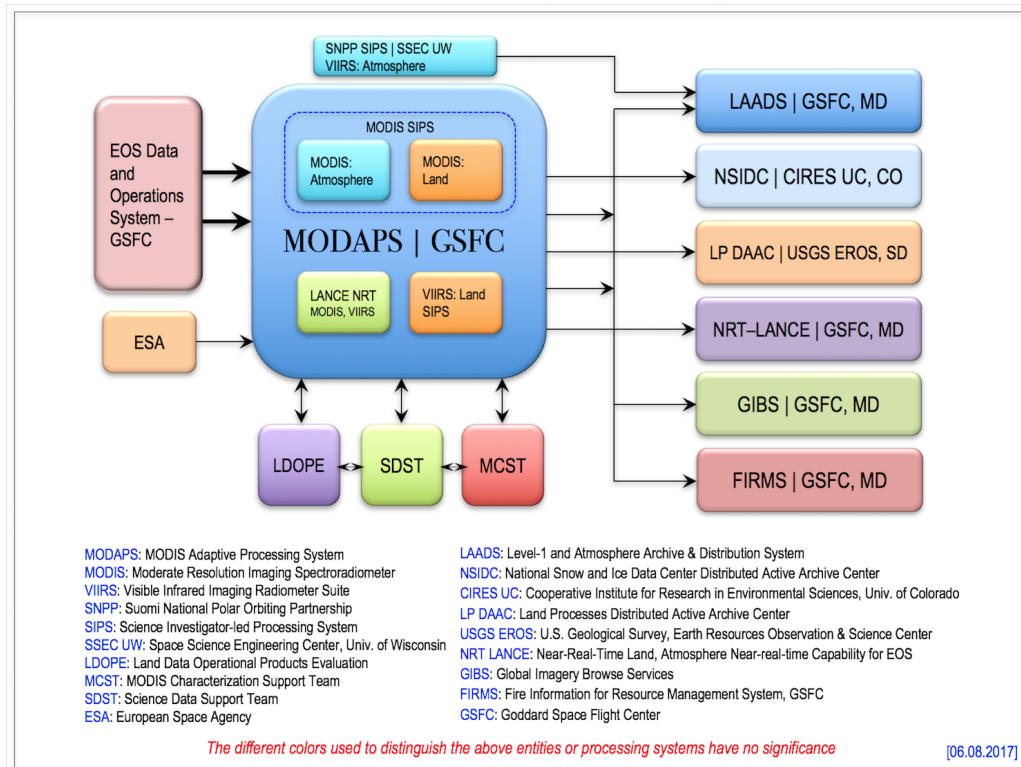 SNPP SIPS | SSEC UW
VIIRS: Atmosphere
EOS Data
and
Operations
System –
GSFC
ESA
MODIS SIPS
MODIS:
Atmosphere
MODIS:
Land
MODAPS | GSFC
LANCE NRT
MODIS, VIIRS
VIIRS: Land
SIPS
LDOPE
SDST
MCST
LAADS | GSFC, MD
NSIDC | CIRES UC, CO
LP DAAC | USGS EROS, SD
NRT–LANCE | GSFC, MD
GIBS | GSFC, MD
FIRMS | GSFC, MD
MODAPS: MODIS Adaptive Processing System
MODIS: Moderate Resolution Imaging Spectroradiometer
VIIRS: Visible Infrared Imaging Radiometer Suite
SNPP: Suomi National Polar Orbiting Partnership
SIPS: Science Investigator-led Processing System
SSEC UW: Space Science Engineering Center, Univ. of Wisconsin
LDOPE: Land Data Operational Products Evaluation
MCST: MODIS Characterization Support Team
SDST: Science Data Support Team
ESA: European Space Agency
LAADS: Level-1 and Atmosphere Archive & Distribution System
NSIDC: National Snow and Ice Data Center Distributed Active Archive Center
CIRES UC: Cooperative Institute for Research in Environmental Sciences, Univ. of Colorado
LP DAAC: Land Processes Distributed Active Archive Center
USGS EROS: U.S. Geological Survey, Earth Resources Observation & Science Center
NRT LANCE: Near-Real-Time Land, Atmosphere Near-real-time Capability for EOS
GIBS: Global Imagery Browse Services
FIRMS: Fire Information for Resource Management System, GSFC
GSFC: Goddard Space Flight Center
The different colors used to distinguish the above entities or processing systems have no significance
[06.08.2017]